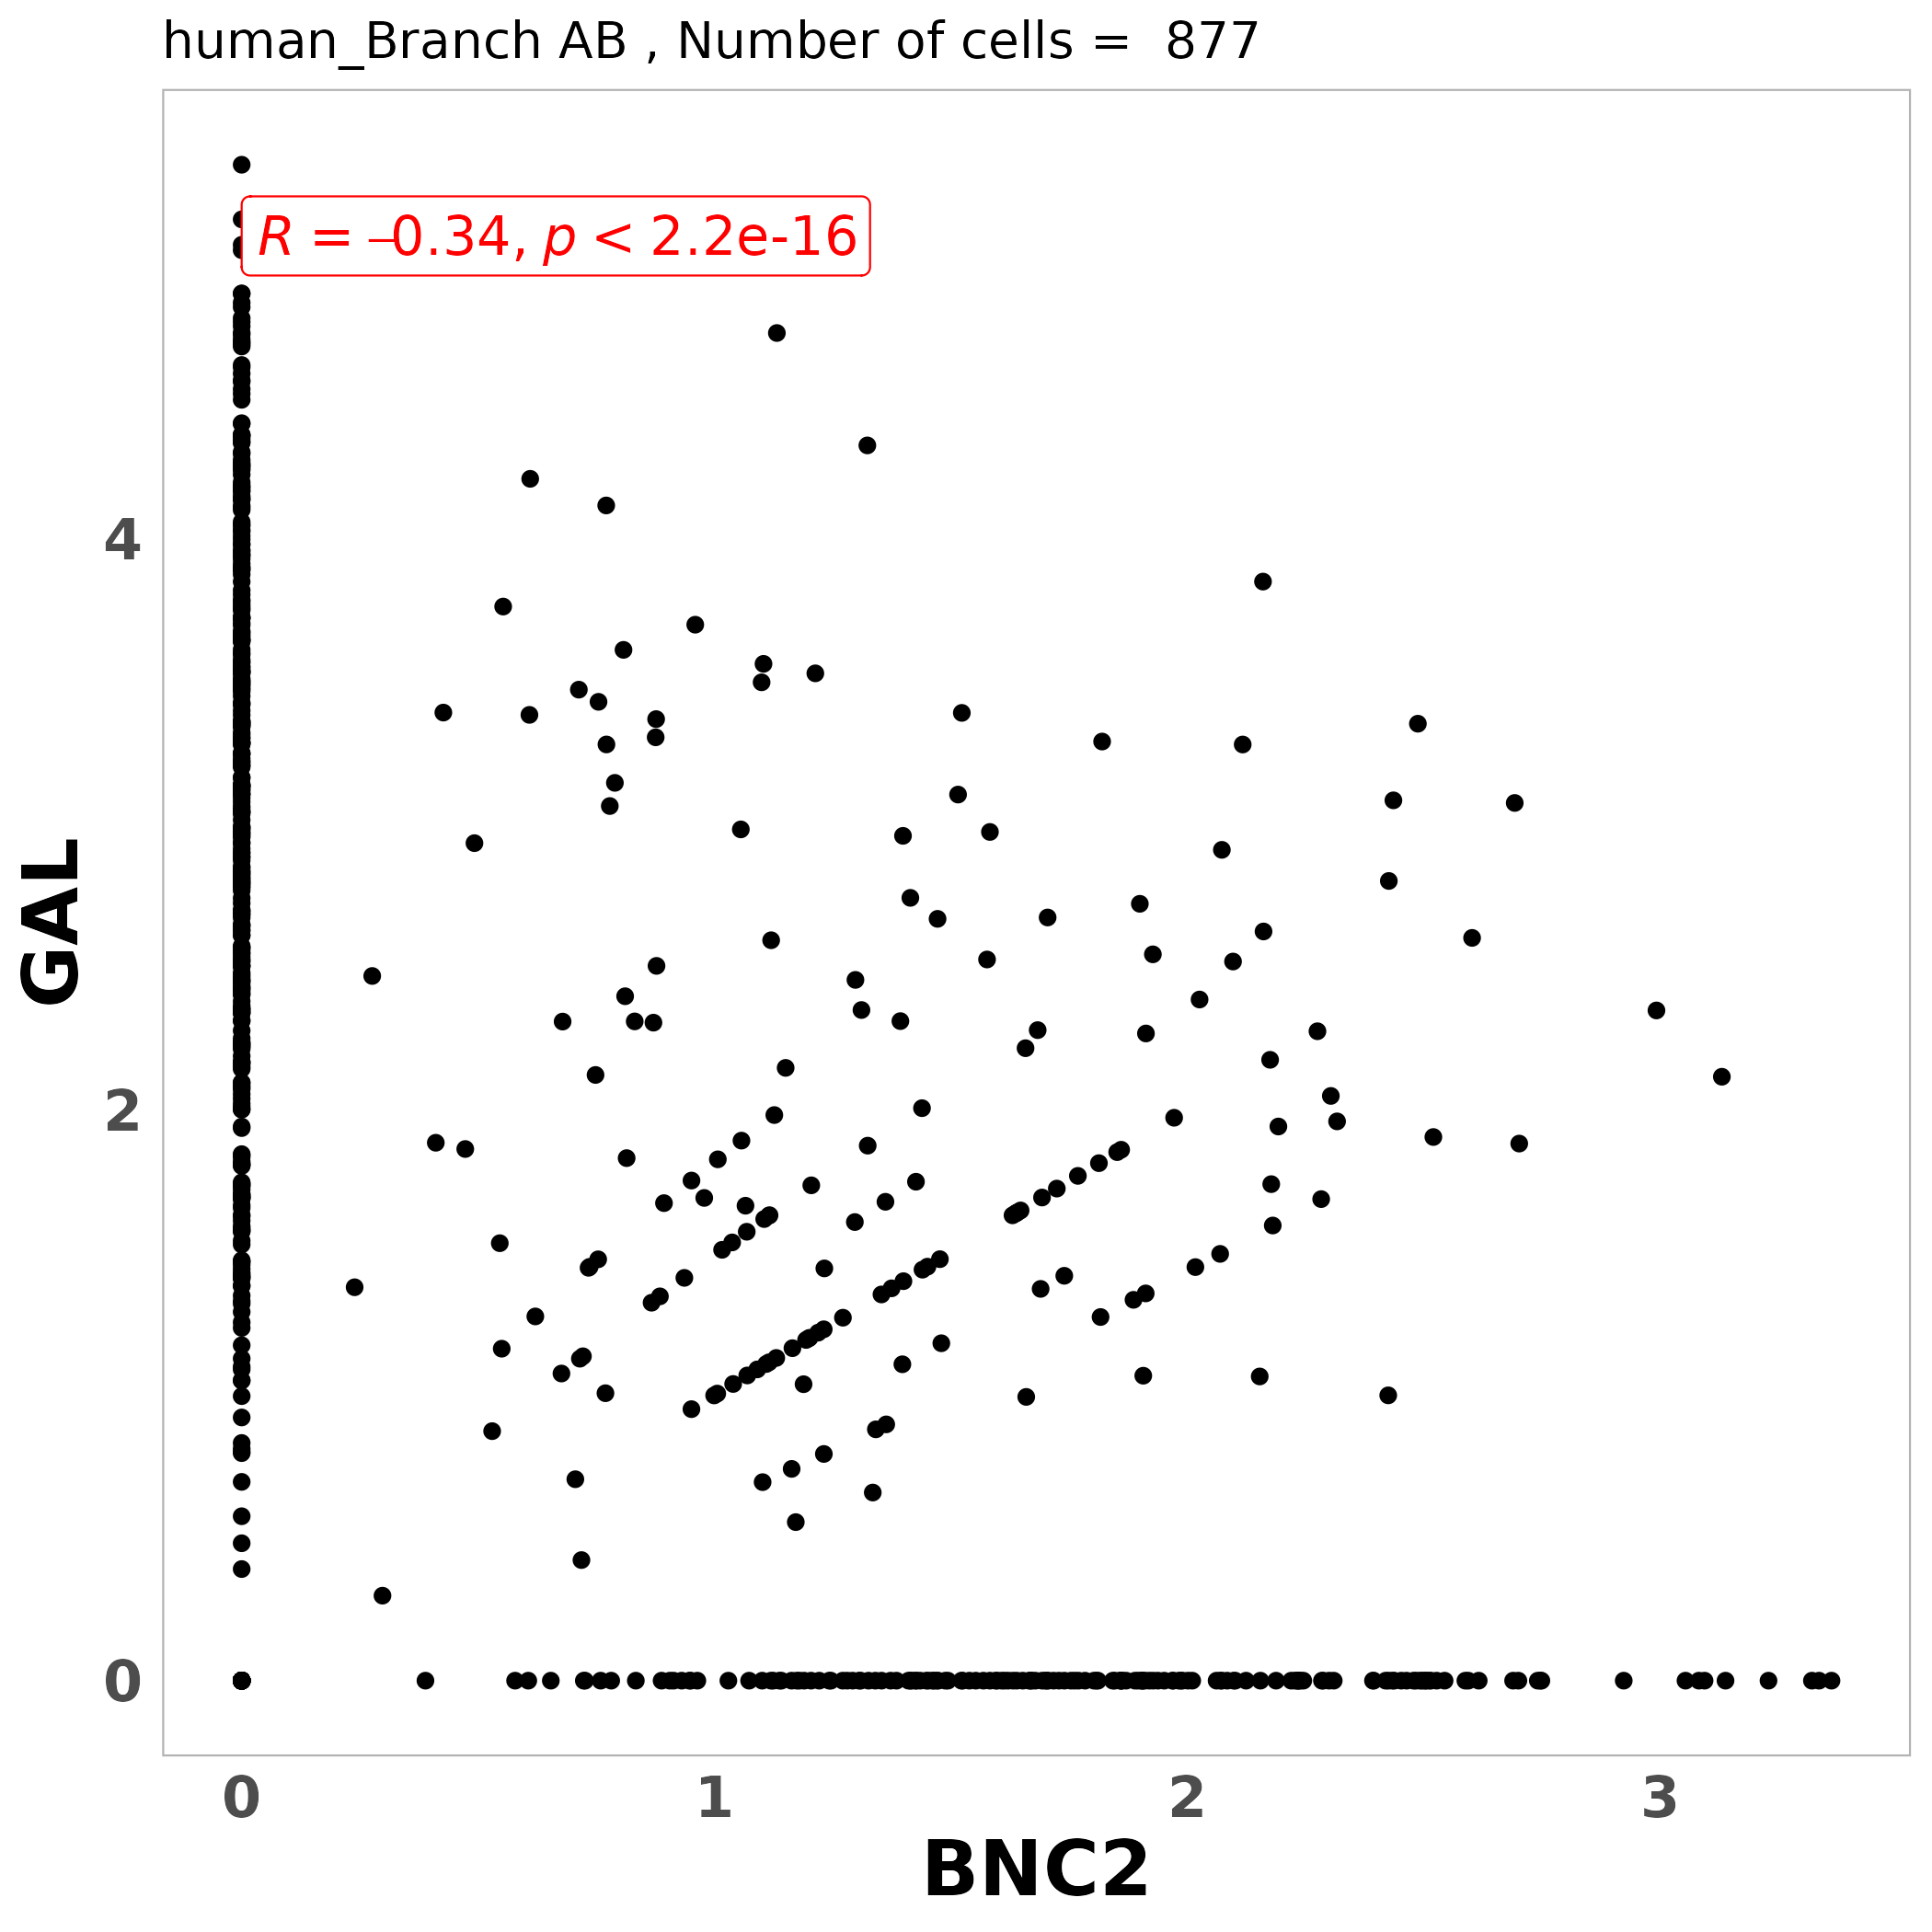 human_Branch AB , Number of cells =  877
R = –0.34, p < 2.2e-16
GAL
4
2
0
0 1 2 3
BNC2